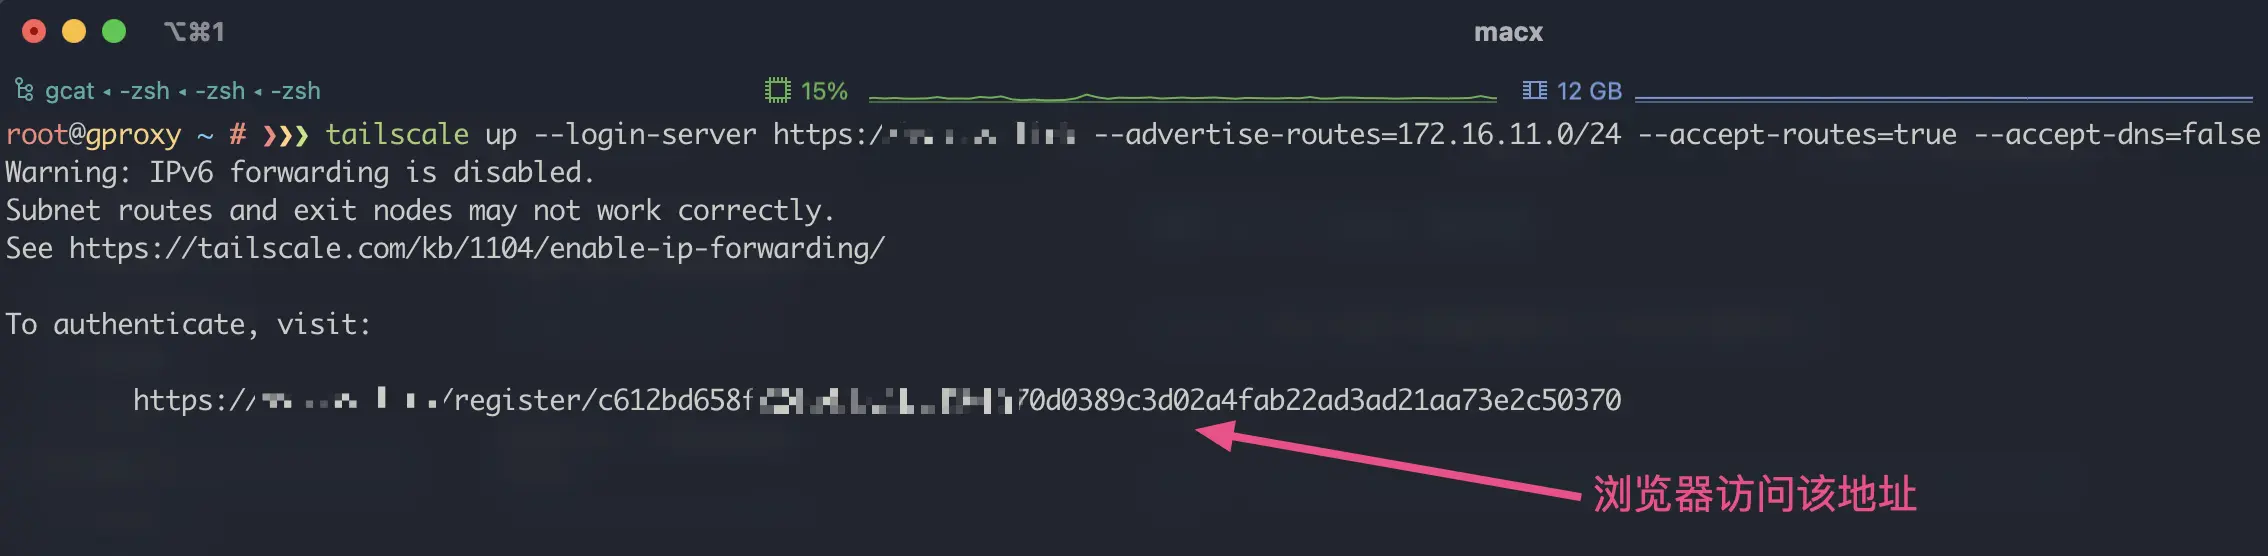 ⌥⌘1
macx
gcat ◂ -zsh ◂ -zsh ◂ -zsh
15%
12 GB
root@gproxy ~ # ❯❯❯ tailscale up --login-server https:/ --advertise-routes=172.16.11.0/24 --accept-routes=true --accept-dns=false
Warning: IPv6 forwarding is disabled.
Subnet routes and exit nodes may not work correctly.
See https://tailscale.com/kb/1104/enable-ip-forwarding/
To authenticate, visit:
https:// /register/c612bd658f 70d0389c3d02a4fab22ad3ad21aa73e2c50370
浏览器访问该地址